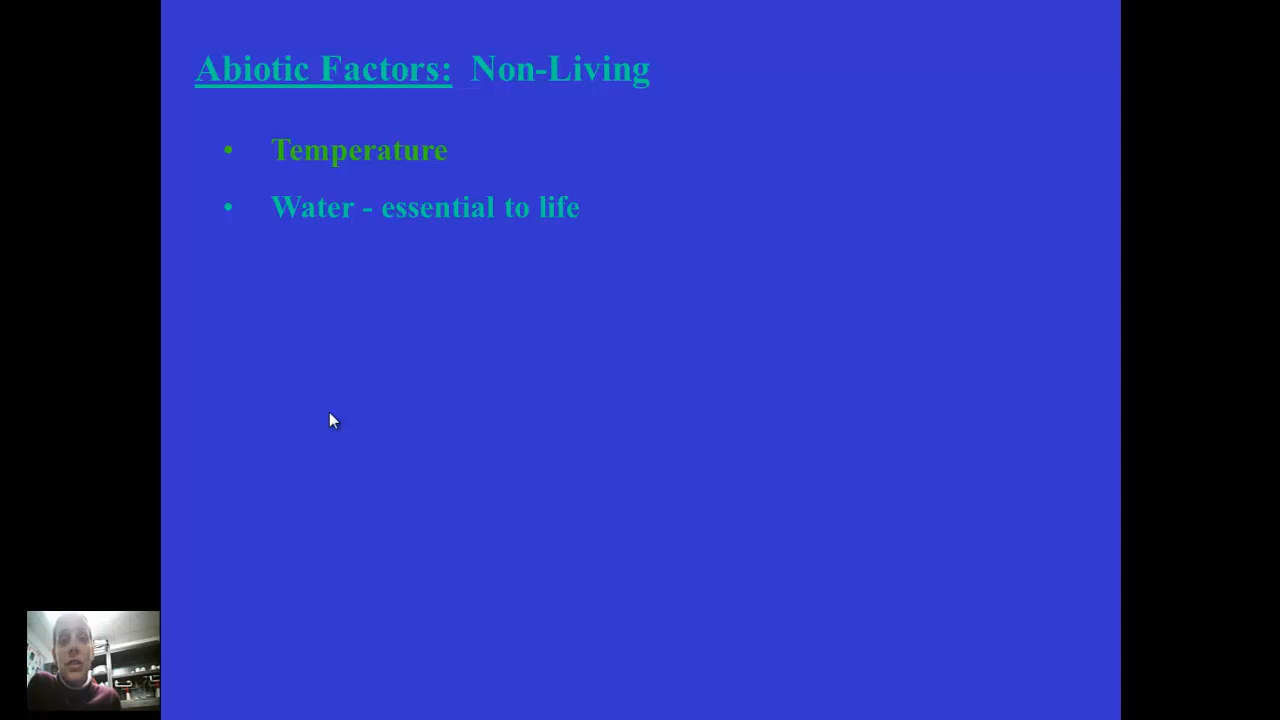 Abiotic Factors: Non-Living
• Temperature
• Water - essential to life